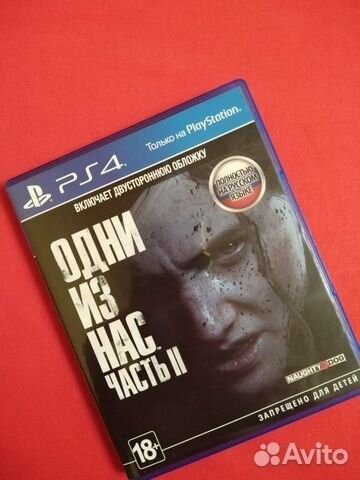 Только на PlayStation®
PS4
ВКЛЮЧАЕТ ДВУСТОРОННЮЮ ОБЛОЖКУ
ПОЛНОСТЬЮ
НА РУССКОМ
ЯЗЫКЕ
ОДНИ
ИЗ
НАС
ЧАСТЬ II
NAUGHTY DOG
18+
ЗАПРЕЩЕНО ДЛЯ ДЕТЕЙ
Avito